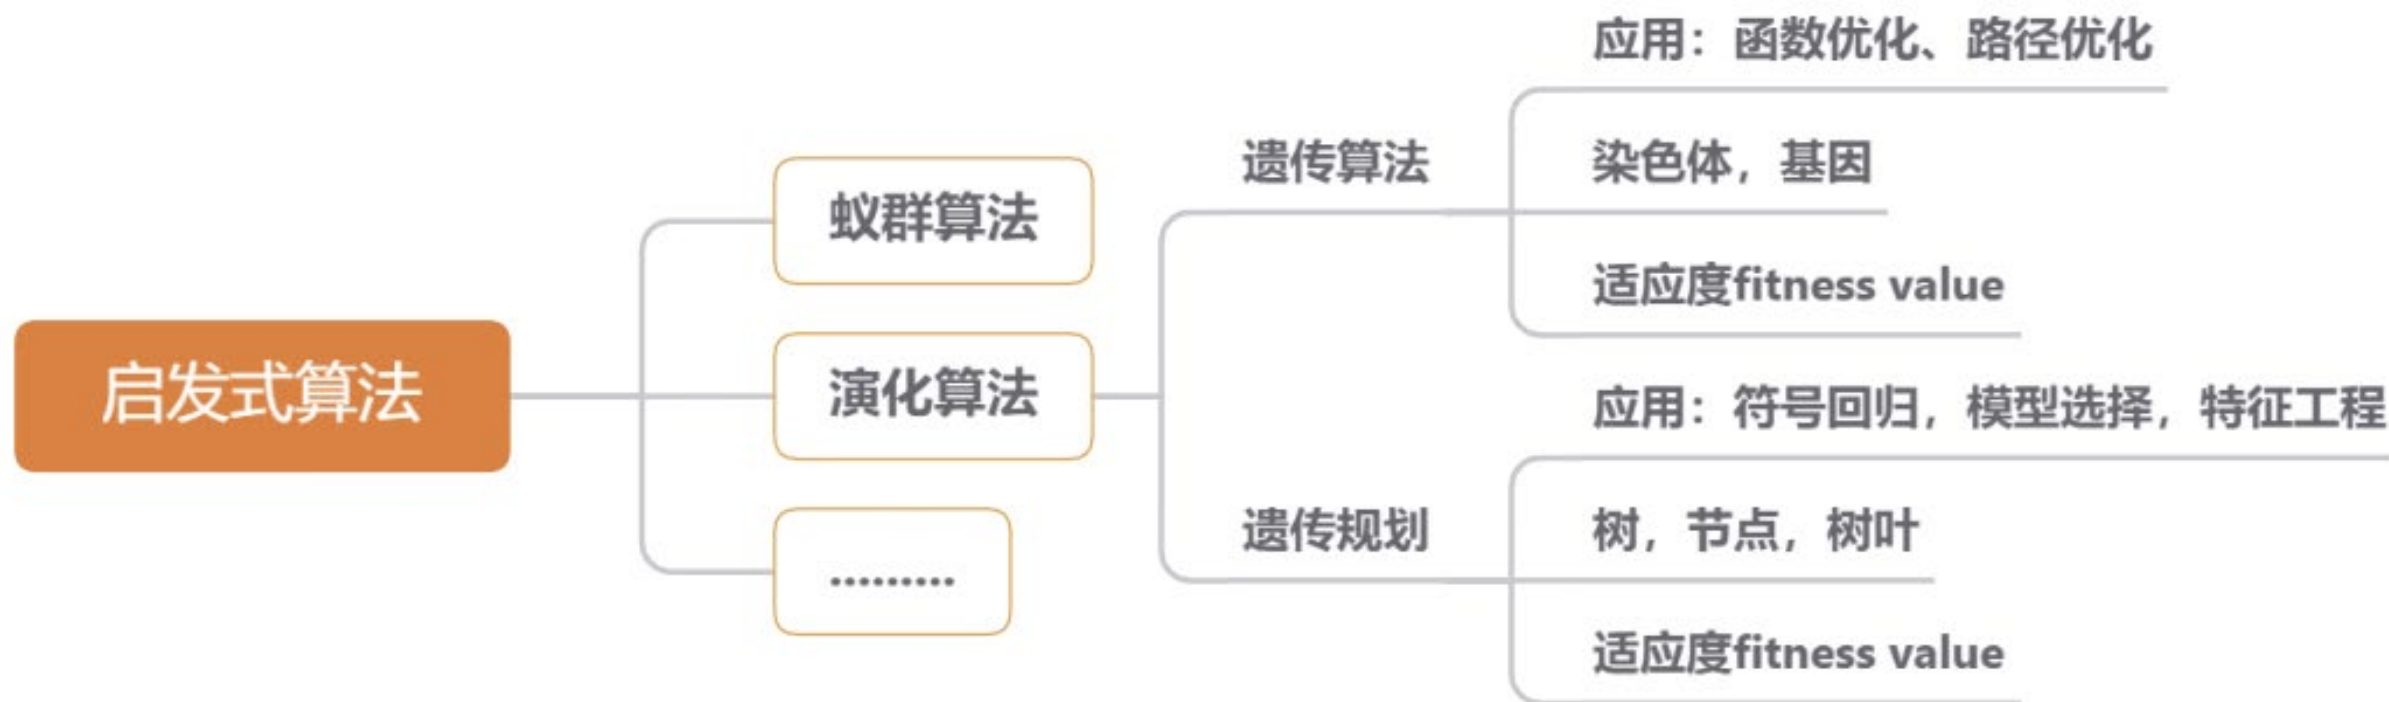 启发式算法
蚁群算法
演化算法
.........
遗传算法
应用：函数优化、路径优化
染色体，基因
适应度fitness value
遗传规划
应用：符号回归，模型选择，特征工程
树，节点，树叶
适应度fitness value